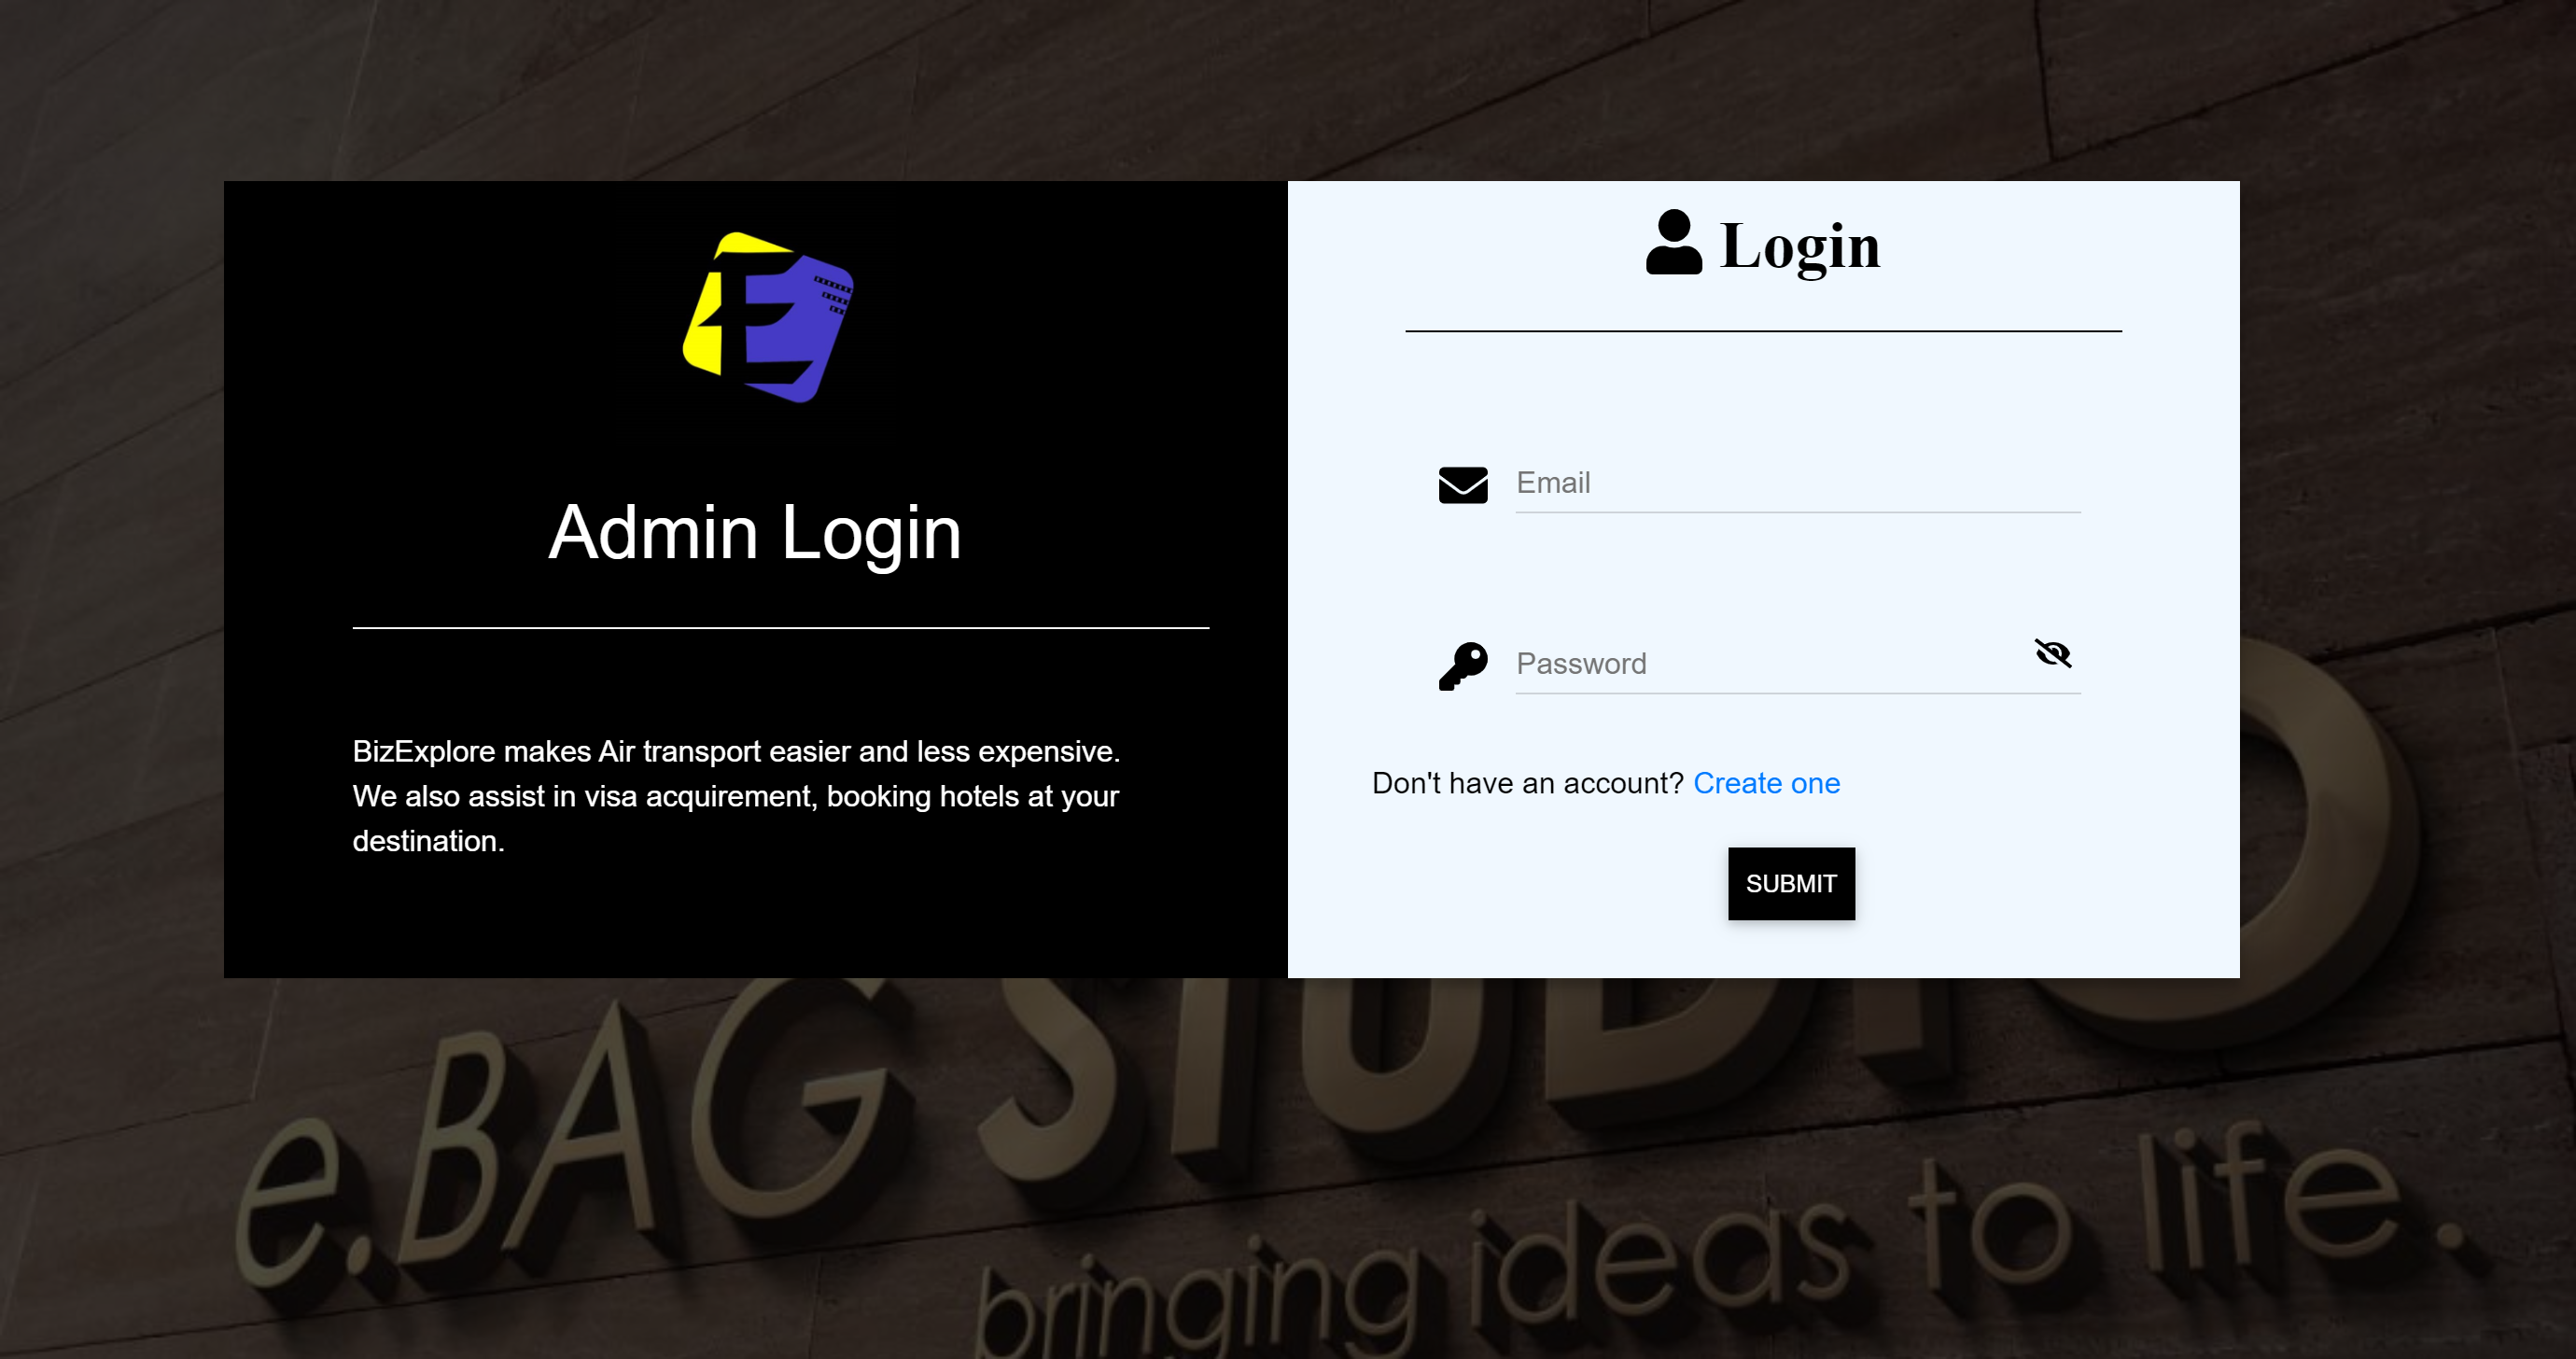 Admin Login
BizExplore makes Air transport easier and less expensive.
We also assist in visa acquirement, booking hotels at your
destination.
Login
Email
Password
Don't have an account? Create one
SUBMIT
e.BAG STUDIO
bringing ideas to life.